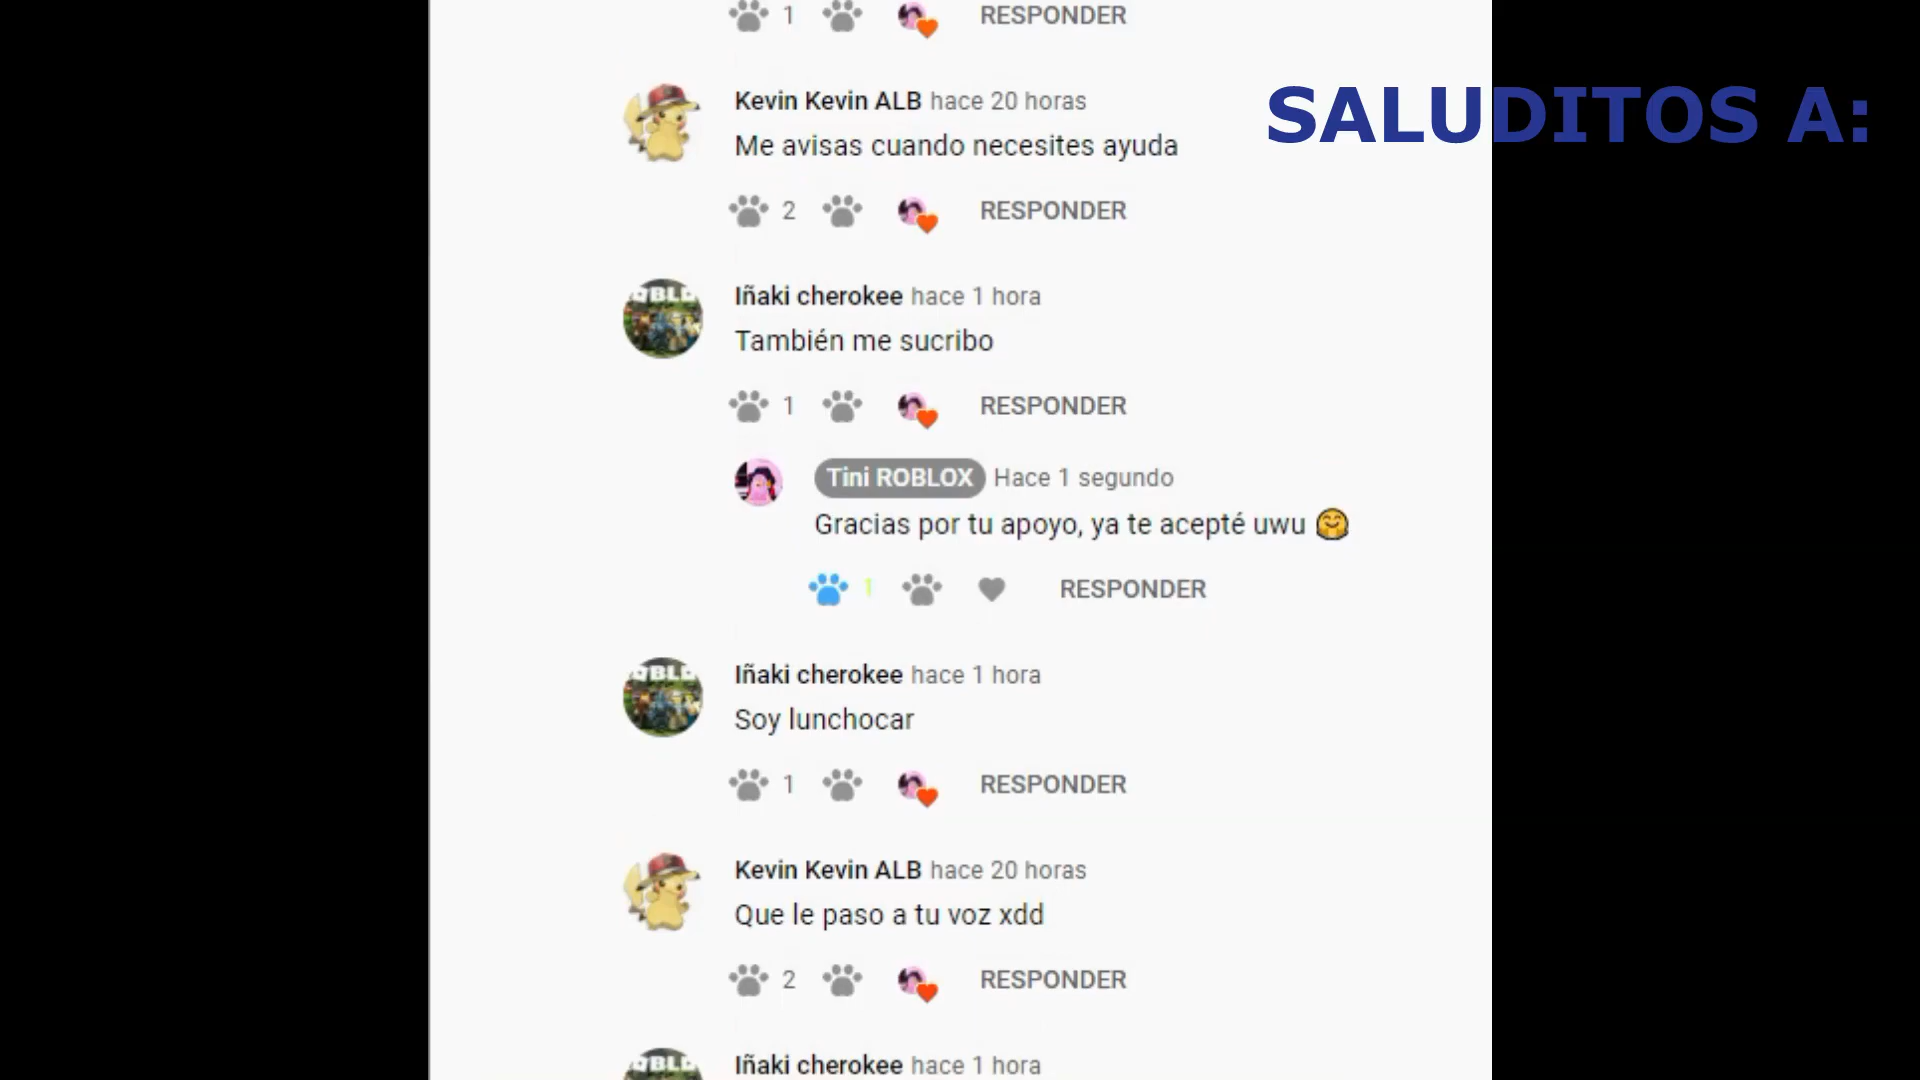 1 RESPONDER
Kevin Kevin ALB hace 20 horas
SALUDITOS A:
Me avisas cuando necesites ayuda
2 RESPONDER
OBLO
Iñaki cherokee hace 1 hora
También me sucribo
1 RESPONDER
Tini ROBLOX Hace 1 segundo
Gracias por tu apoyo, ya te acepté uwu
1 RESPONDER
OBLO
Iñaki cherokee hace 1 hora
Soy lunchocar
1 RESPONDER
Kevin Kevin ALB hace 20 horas
Que le paso a tu voz xdd
2 RESPONDER
OBLO
Iñaki cherokee hace 1 hora